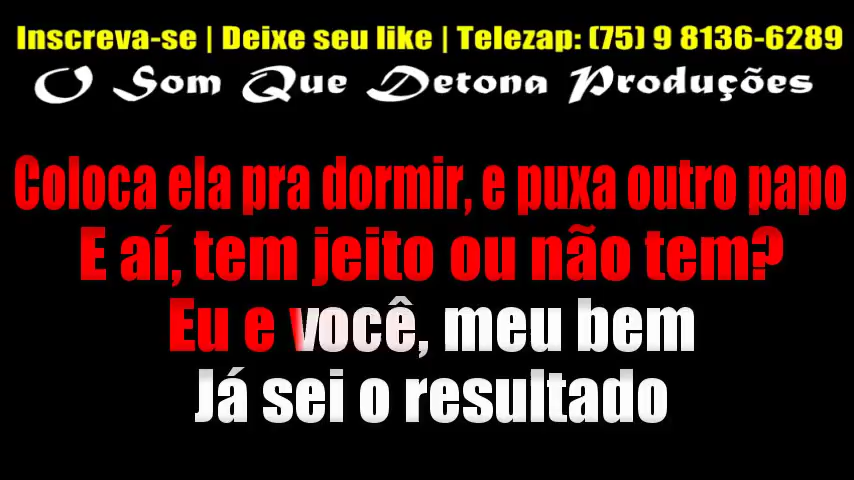 Inscreva-se | Deixe seu like | Telezap: (75) 9 8136-6289
O Som Que Detona Produções
Coloca ela pra dormir, e puxa outro papo
E aí, tem jeito ou não tem?
Eu e você, meu bem
Já sei o resultado